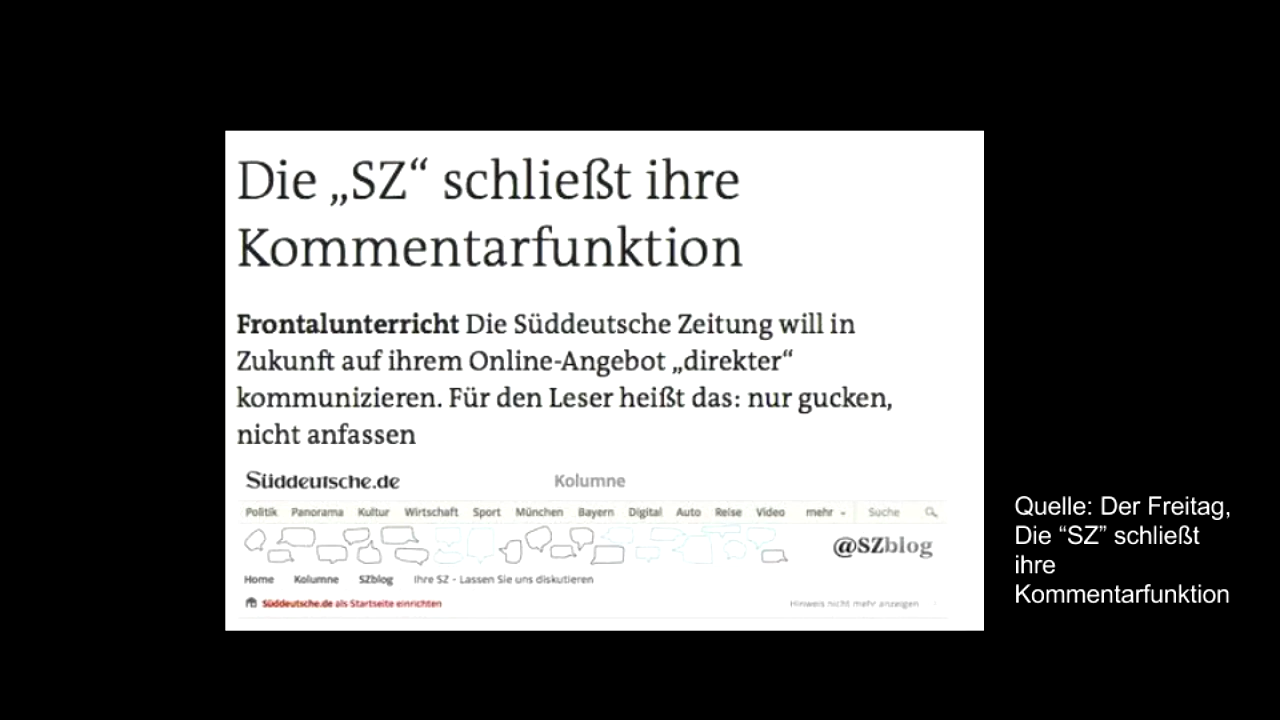 Die „SZ“ schließt ihre
Kommentarfunktion
Frontalunterricht Die Süddeutsche Zeitung will in
Zukunft auf ihrem Online-Angebot „direkter“
kommunizieren. Für den Leser heißt das: nur gucken,
nicht anfassen
Süddeutsche.de Kolumne
Politik Panorama Kultur Wirtschaft Sport München Bayern Digital Auto Reise Video mehr Suche
@SZblog
Home Kolumne SZblog Ihre SZ - Lassen Sie uns diskutieren
Süddeutsche.de als Startseite einrichten Hinweis nicht mehr anzeigen
Quelle: Der Freitag,
Die “SZ” schließt
ihre
Kommentarfunktion